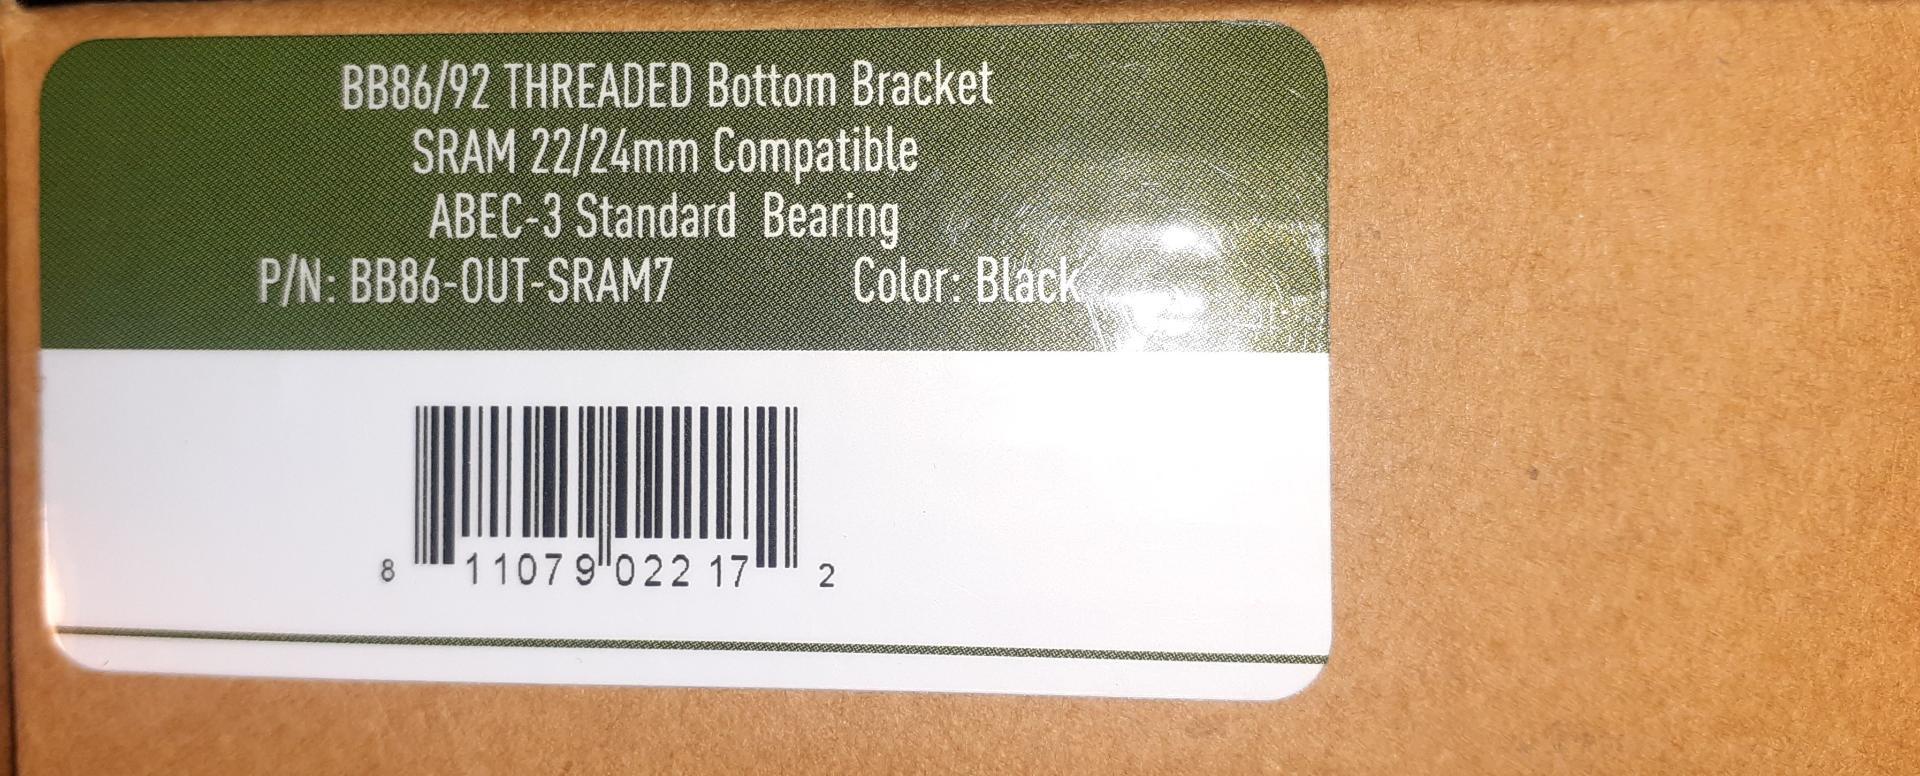 BB86/92 THREADED Bottom Bracket
SRAM 22/24mm Compatible
ABEC-3 Standard Bearing
P/N: BB86-OUT-SRAM7 Color: Black
8 11079 02217 2